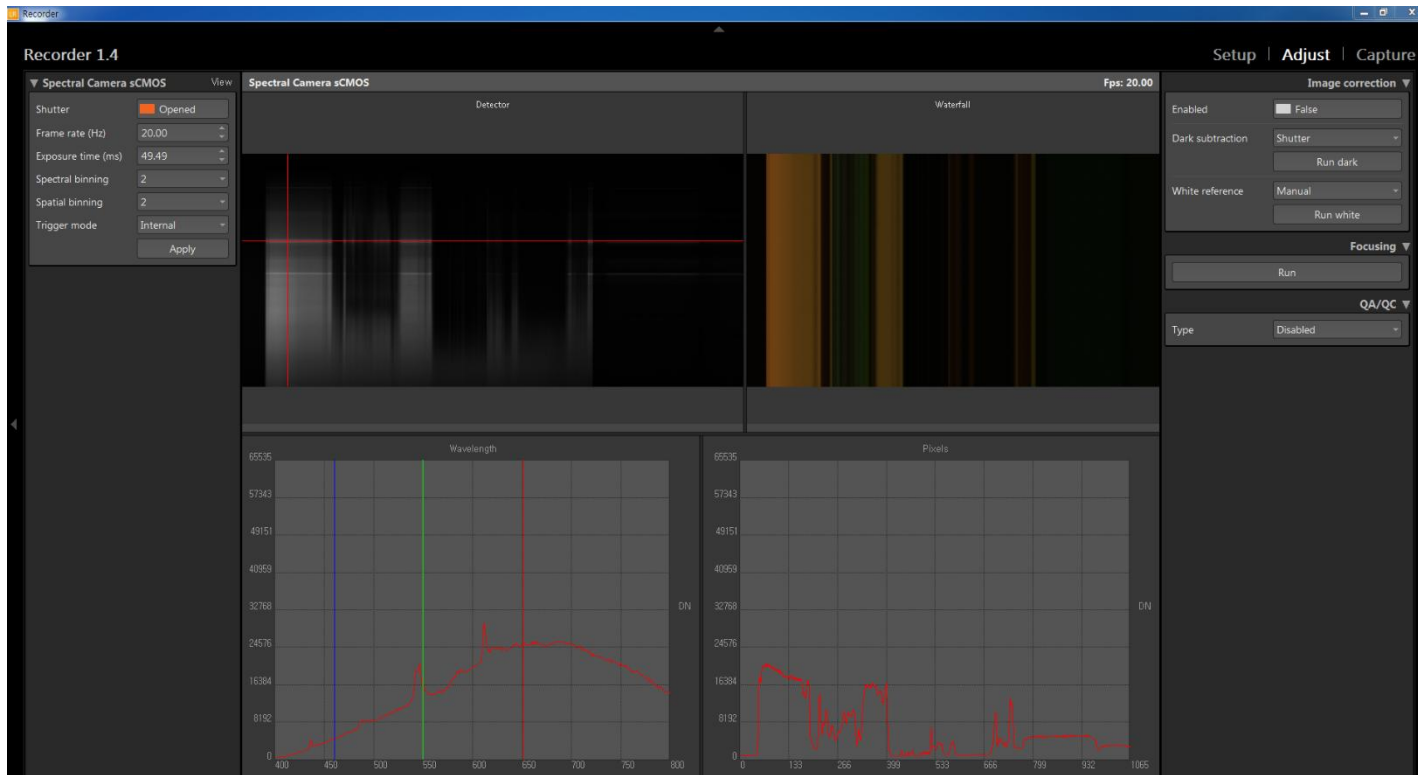 Recorder
Recorder 1.4
Setup | Adjust | Capture
Spectral Camera sCMOS View
Shutter Opened
Frame rate (Hz) 20.00
Exposure time (ms) 49.49
Spectral binning 2
Spatial binning 2
Trigger mode Internal
Apply
Spectral Camera sCMOS Fps: 20.00
Detector
Waterfall
Wavelength
65535
57343
49151
40959
32768
24576
16384
8192
0
400 450 500 550 600 650 700 750 800
DN
Pixels
65535
57343
49151
40959
32768
24576
16384
8192
0
0 133 266 399 533 666 799 932 1065
DN
Image correction
Enabled False
Dark subtraction Shutter
Run dark
White reference Manual
Run white
Focusing
Run
QA/QC
Type Disabled